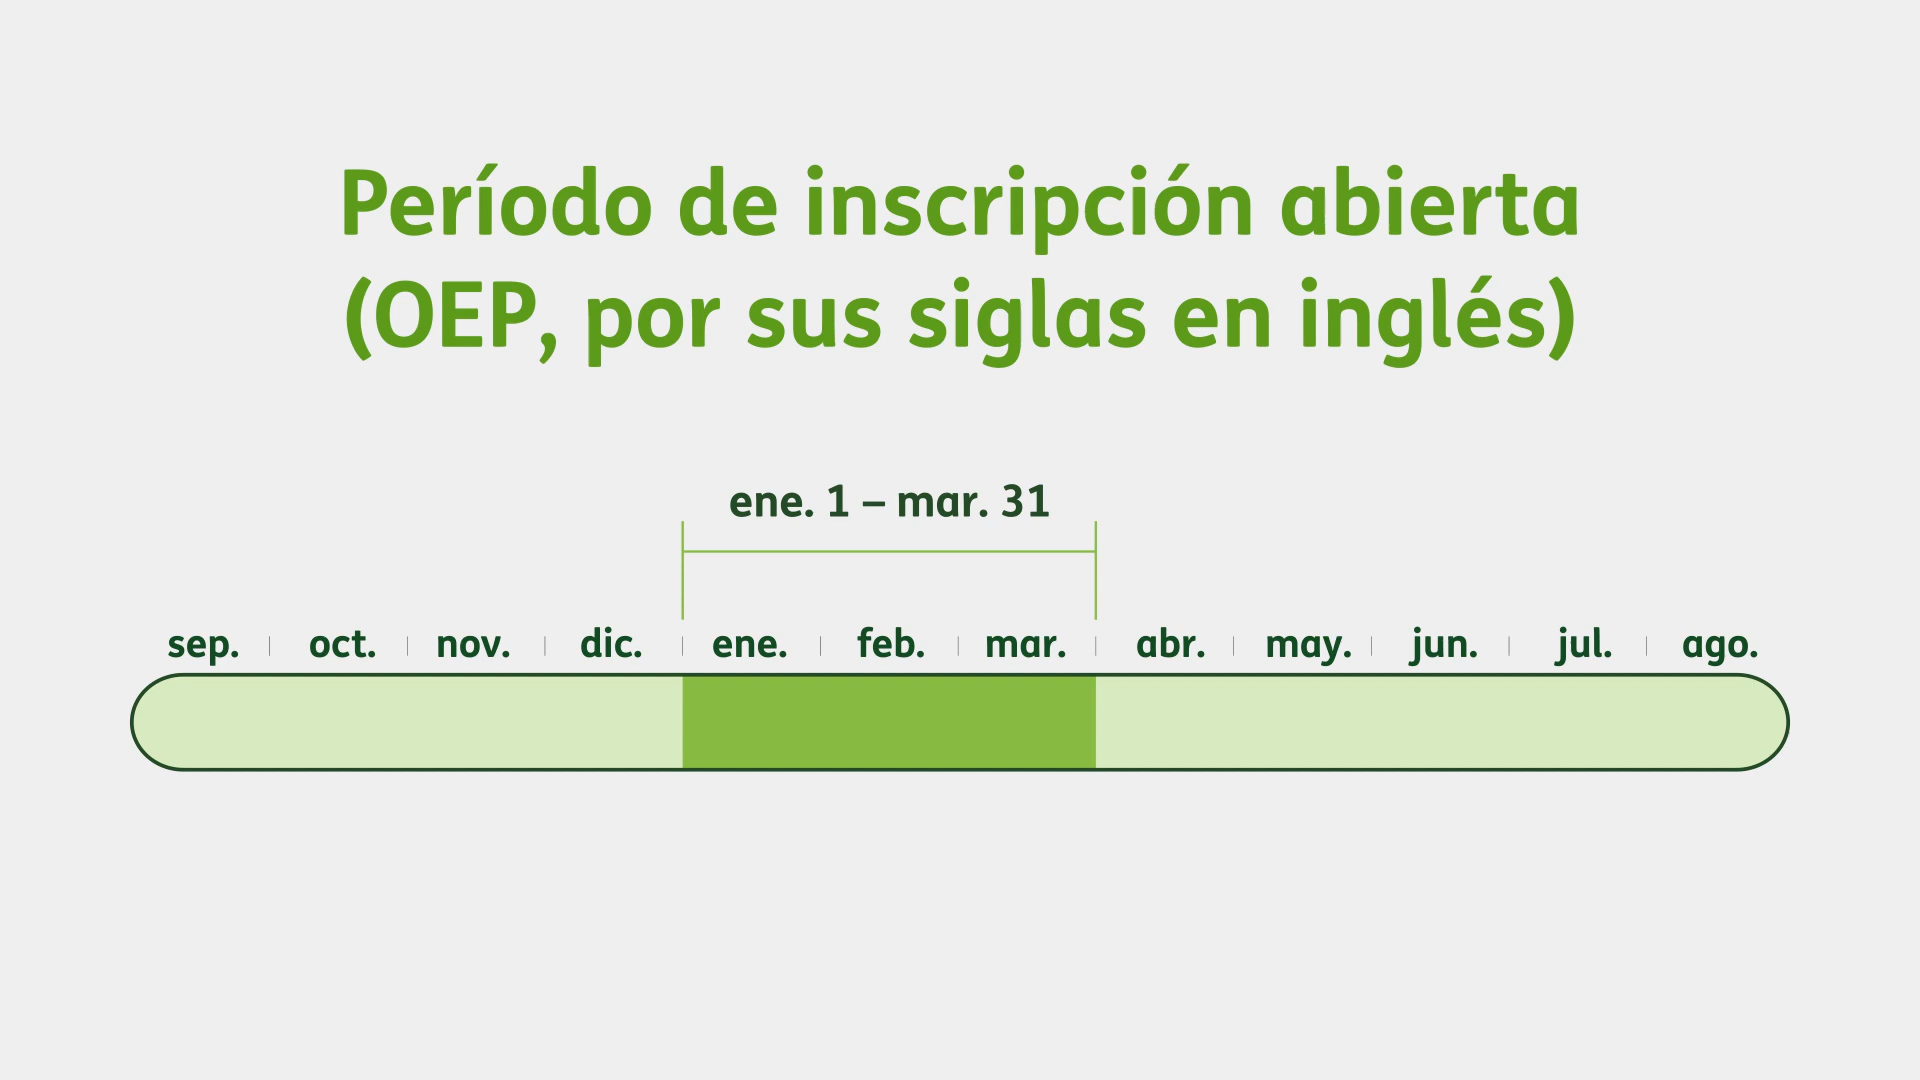 Período de inscripción abierta
(OEP, por sus siglas en inglés)
ene. 1 – mar. 31
sep. oct. nov. dic. ene. feb. mar. abr. may. jun. jul. ago.